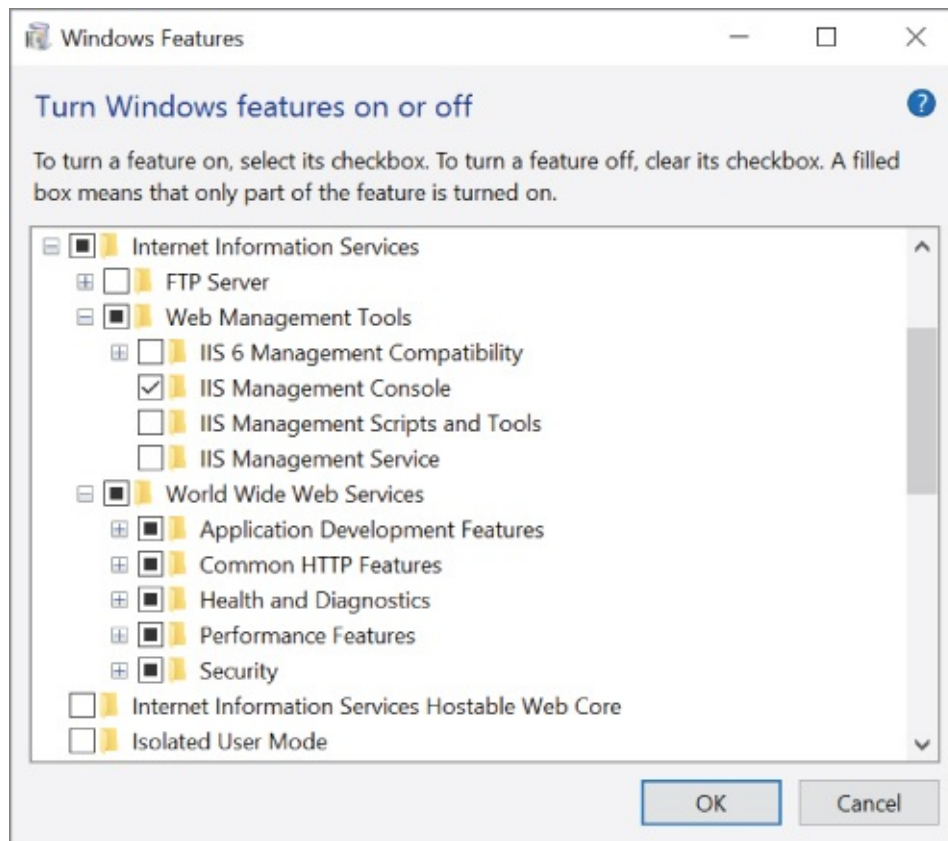 Windows Features
Turn Windows features on or off
To turn a feature on, select its checkbox. To turn a feature off, clear its checkbox. A filled
box means that only part of the feature is turned on.
Internet Information Services
FTP Server
Web Management Tools
IIS 6 Management Compatibility
IIS Management Console
IIS Management Scripts and Tools
IIS Management Service
World Wide Web Services
Application Development Features
Common HTTP Features
Health and Diagnostics
Performance Features
Security
Internet Information Services Hostable Web Core
Isolated User Mode
OK Cancel